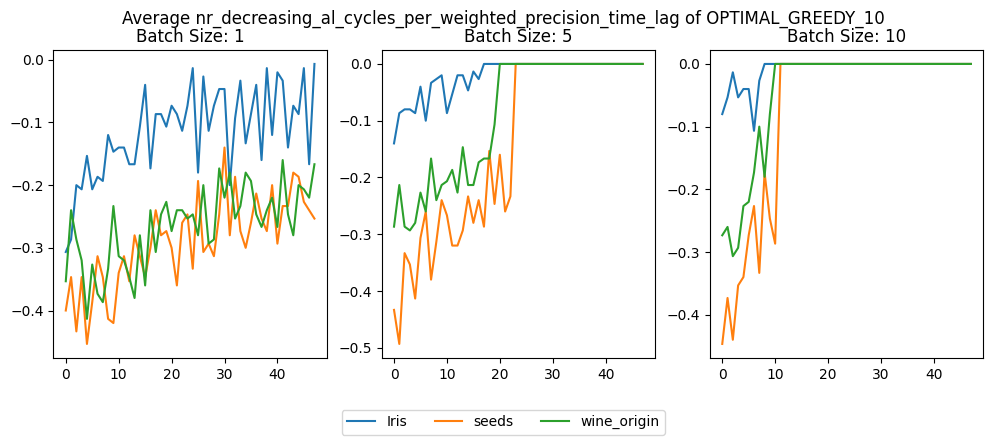 Average nr_decreasing_al_cycles_per_weighted_precision_time_lag of OPTIMAL_GREEDY_10
Batch Size: 1
0.0
−0.1
−0.2
−0.3
−0.4
0 10 20 30 40
Batch Size: 5
0.0
−0.1
−0.2
−0.3
−0.4
−0.5
0 10 20 30 40
Batch Size: 10
0.0
−0.1
−0.2
−0.3
−0.4
0 10 20 30 40
Iris seeds wine_origin